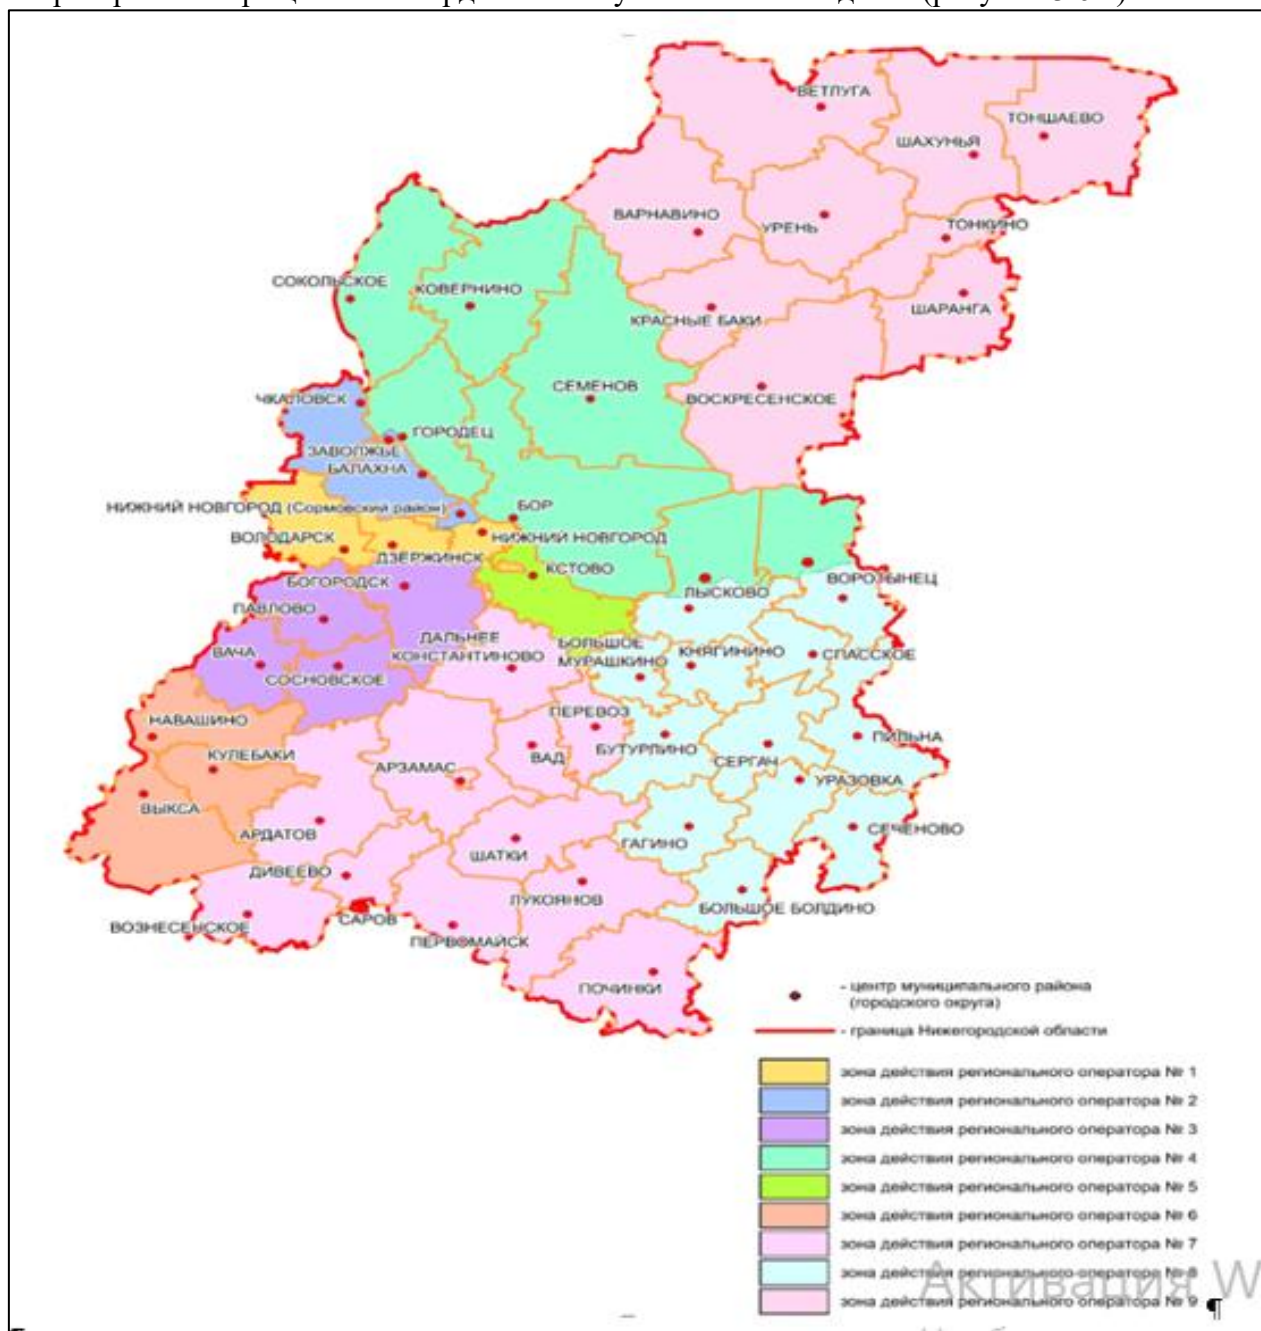 ВЕТЛУГА
ТОНШАЕВО
ШАХУНЬЯ
ВАРНАВИНО
УРЕНЬ
ТОНКИНО
СОКОЛЬСКОЕ
КОВЕРНИНО
ШАРАНГА
КРАСНЫЕ БАКИ
СЕМЕНОВ
ВОСКРЕСЕНСКОЕ
ЧКАЛОВСК
ГОРОДЕЦ
ЗАВОЛЖЬЕ
БАЛАХНА
НИЖНИЙ НОВГОРОД (Сормовский район)
БОР
ВОЛОДАРСК
НИЖНИЙ НОВГОРОД
ДЗЕРЖИНСК
КСТОВО
БОГОРОДСК
ЛЫСКОВО
ВОРОТЫНЕЦ
ПАВЛОВО
ДАЛЬНЕЕ
КОНСТАНТИНОВО
БОЛЬШОЕ
МУРАШКИНО
КНЯГИНИНО
СПАССКОЕ
ВАЧА
СОСНОВСКОЕ
НАВАШИНО
ПЕРЕВОЗ
БУТУРЛИНО
ПИЛЬНА
КУЛЕБАКИ
АРЗАМАС
ВАД
СЕРГАЧ
УРАЗОВКА
ВЫКСА
АРДАТОВ
ШАТКИ
ГАГИНО
СЕЧЕНОВО
ДИВЕЕВО
ЛУКОЯНОВ
БОЛЬШОЕ БОЛДИНО
ВОЗНЕСЕНСКОЕ
САРОВ
ПЕРВОМАЙСК
ПОЧИНКИ
- центр муниципального района
(городского округа)
- граница Нижегородской области
зона действия регионального оператора № 1
зона действия регионального оператора № 2
зона действия регионального оператора № 3
зона действия регионального оператора № 4
зона действия регионального оператора № 5
зона действия регионального оператора № 6
зона действия регионального оператора № 7
зона действия регионального оператора № 8
зона действия регионального оператора № 9
Активация W
¶